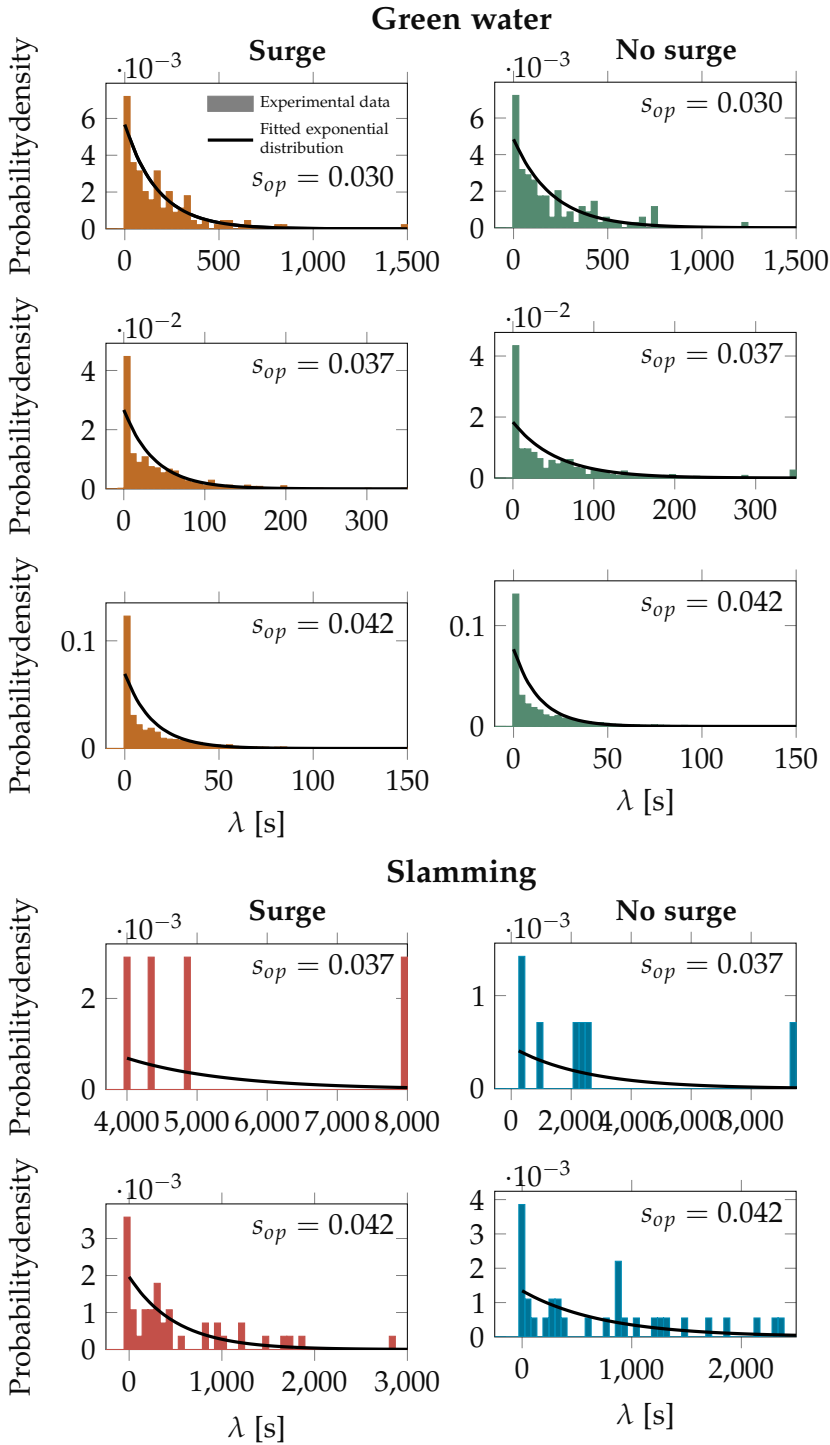 Green water
Surge
No surge
·10⁻³
Probabilitydensity
6
4
2
0
Experimental data
Fitted exponential
distribution
s_op = 0.030
0 500 1,000 1,500
·10⁻³
6
4
2
0
s_op = 0.030
0 500 1,000 1,500
·10⁻²
Probabilitydensity
4
2
0
s_op = 0.037
0 100 200 300
·10⁻²
4
2
0
s_op = 0.037
0 100 200 300
Probabilitydensity
0.1
0
s_op = 0.042
0 50 100 150
λ [s]
0.1
0
s_op = 0.042
0 50 100 150
λ [s]
Slamming
Surge
No surge
·10⁻³
Probabilitydensity
2
0
s_op = 0.037
4,000 5,000 6,000 7,000 8,000
·10⁻³
1
0
s_op = 0.037
0 2,000 4,000 6,000 8,000
·10⁻³
Probabilitydensity
3
2
1
0
s_op = 0.042
0 1,000 2,000 3,000
λ [s]
·10⁻³
4
3
2
1
0
s_op = 0.042
0 1,000 2,000
λ [s]